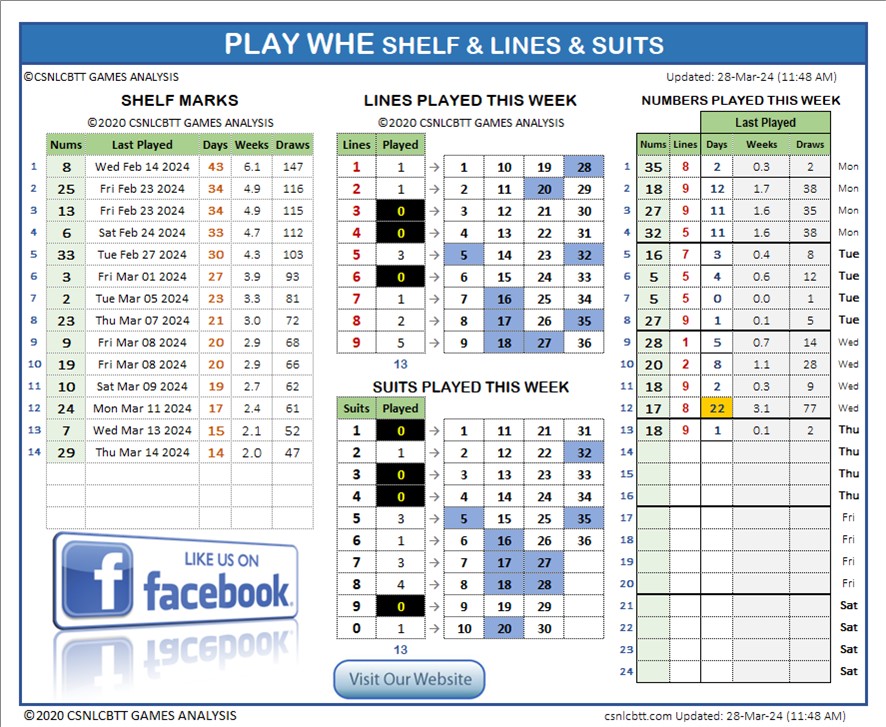 PLAY WHE SHELF & LINES & SUITS
©CSNLCBTT GAMES ANALYSIS
Updated: 28-Mar-24 (11:48 AM)
SHELF MARKS
©2020 CSNLCBTT GAMES ANALYSIS
Nums Last Played Days Weeks Draws
1 8 Wed Feb 14 2024 43 6.1 147
2 25 Fri Feb 23 2024 34 4.9 116
3 13 Fri Feb 23 2024 34 4.9 115
4 6 Sat Feb 24 2024 33 4.7 112
5 33 Tue Feb 27 2024 30 4.3 103
6 3 Fri Mar 01 2024 27 3.9 93
7 2 Tue Mar 05 2024 23 3.3 81
8 23 Thu Mar 07 2024 21 3.0 72
9 9 Fri Mar 08 2024 20 2.9 68
10 19 Fri Mar 08 2024 20 2.9 66
11 10 Sat Mar 09 2024 19 2.7 62
12 24 Mon Mar 11 2024 17 2.4 61
13 7 Wed Mar 13 2024 15 2.1 52
14 29 Thu Mar 14 2024 14 2.0 47
LIKE US ON
facebook
LINES PLAYED THIS WEEK
©2020 CSNLCBTT GAMES ANALYSIS
Lines Played
1 1 → 1 10 19 28
2 1 → 2 11 20 29
3 0 → 3 12 21 30
4 0 → 4 13 22 31
5 3 → 5 14 23 32
6 0 → 6 15 24 33
7 1 → 7 16 25 34
8 2 → 8 17 26 35
9 5 → 9 18 27 36
13
SUITS PLAYED THIS WEEK
Suits Played
1 0 → 1 11 21 31
2 1 → 2 12 22 32
3 0 → 3 13 23 33
4 0 → 4 14 24 34
5 3 → 5 15 25 35
6 1 → 6 16 26 36
7 3 → 7 17 27
8 4 → 8 18 28
9 0 → 9 19 29
0 1 → 10 20 30
13
Visit Our Website
NUMBERS PLAYED THIS WEEK
Last Played
Nums Lines Days Weeks Draws
1 35 8 2 0.3 2 Mon
2 18 9 12 1.7 38 Mon
3 27 9 11 1.6 35 Mon
4 32 5 11 1.6 38 Mon
5 16 7 3 0.4 8 Tue
6 5 5 4 0.6 12 Tue
7 5 5 0 0.0 1 Tue
8 27 9 1 0.1 5 Tue
9 28 1 5 0.7 14 Wed
10 20 2 8 1.1 28 Wed
11 18 9 2 0.3 9 Wed
12 17 8 22 3.1 77 Wed
13 18 9 1 0.1 2 Thu
14 Thu
15 Thu
16 Thu
17 Fri
18 Fri
19 Fri
20 Fri
21 Sat
22 Sat
23 Sat
24 Sat
©2020 CSNLCBTT GAMES ANALYSIS
csnlcbtt.com Updated: 28-Mar-24 (11:48 AM)